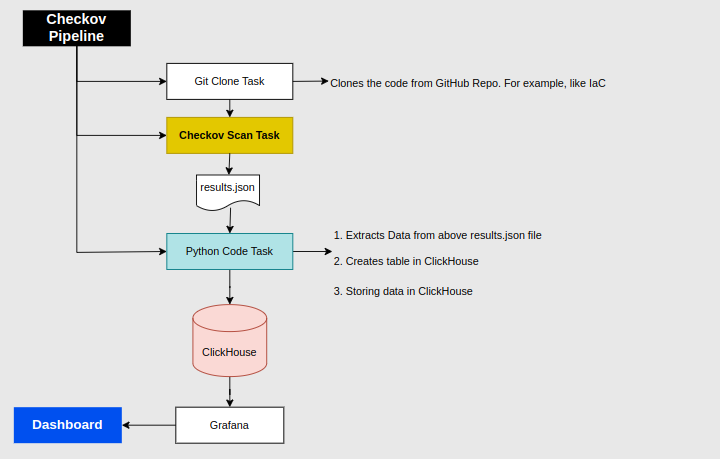 Checkov
Pipeline
Git Clone Task
Clones the code from GitHub Repo. For example, like IaC
Checkov Scan Task
results.json
Python Code Task
1. Extracts Data from above results.json file
2. Creates table in ClickHouse
3. Storing data in ClickHouse
ClickHouse
Dashboard
Grafana